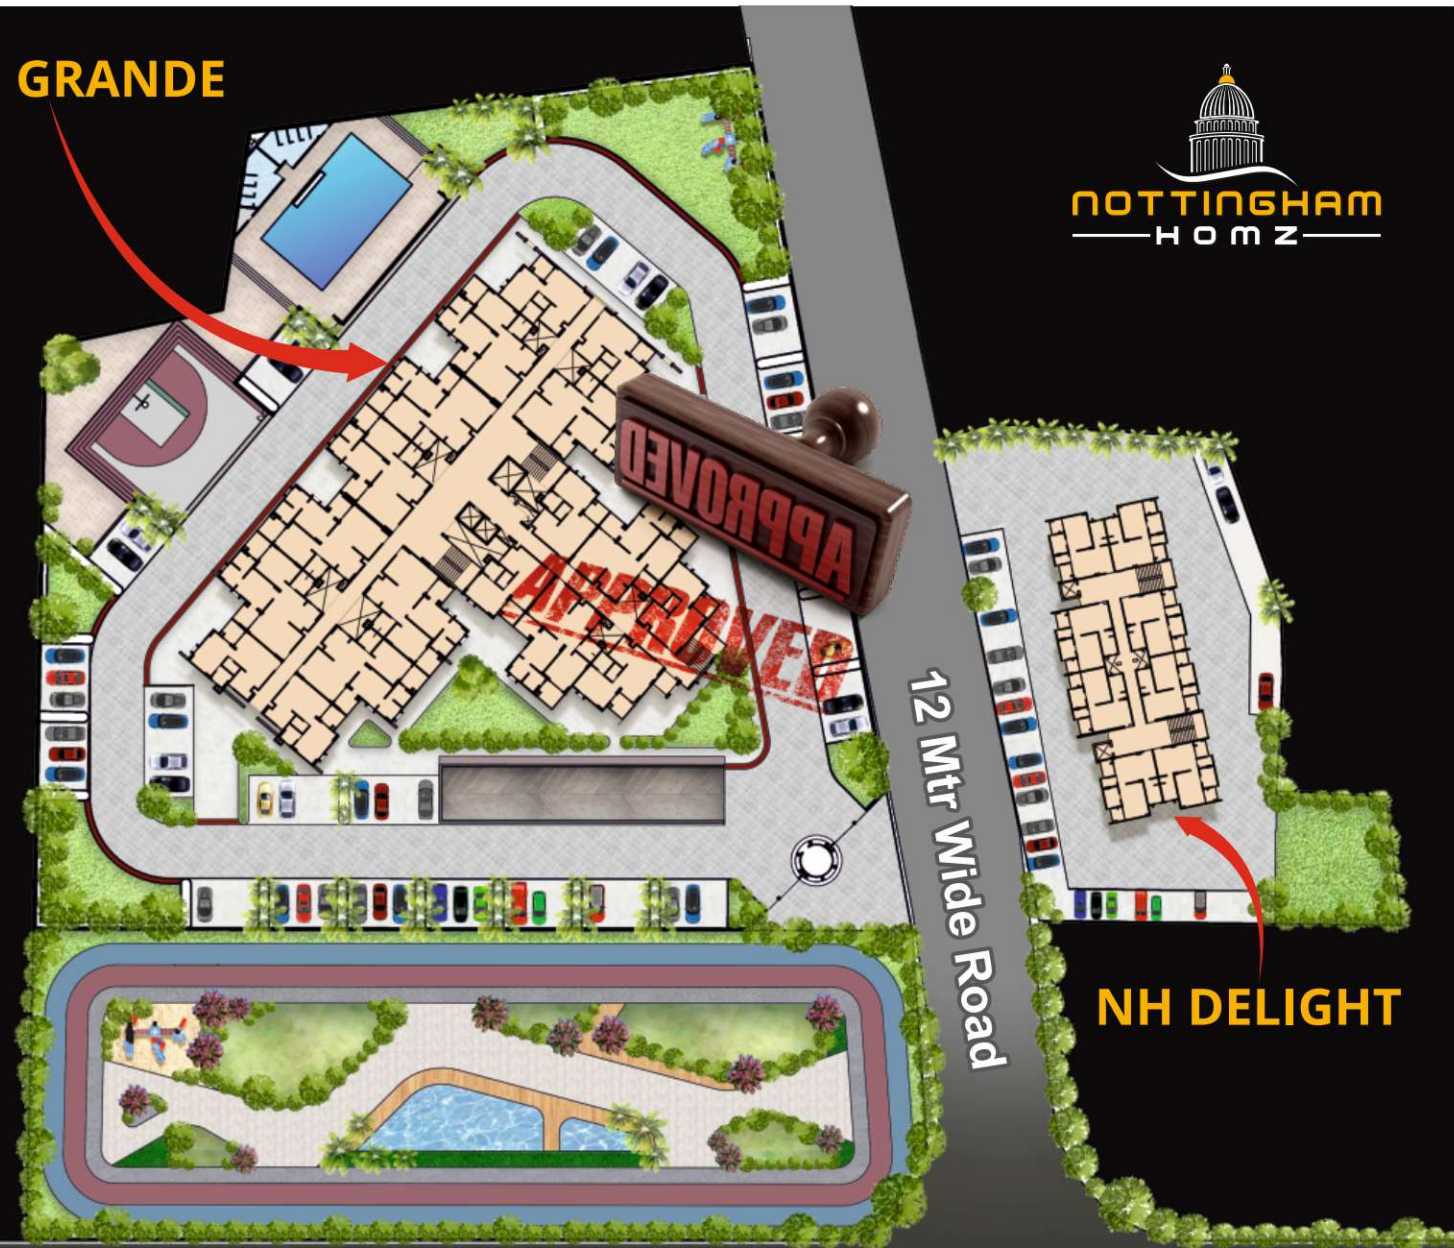 GRANDE
NOTTINGHAM
HOMZ
APPROVED
APPROVED
12 Mtr Wide Road
NH DELIGHT